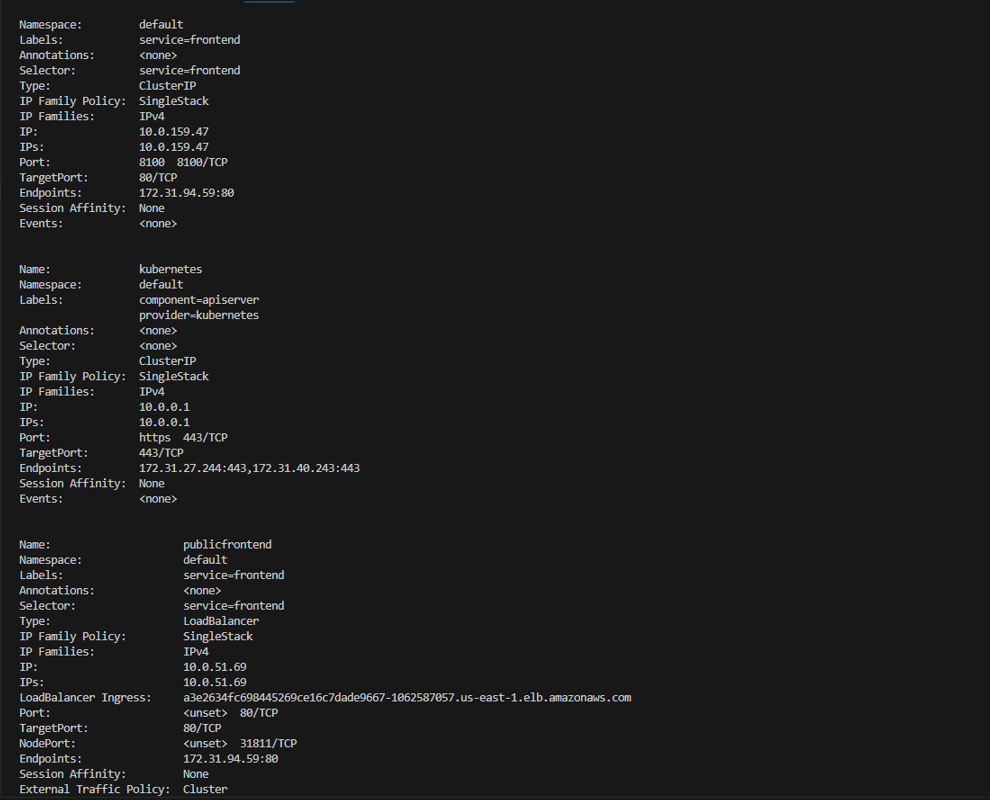 Namespace:         default
Labels:            service=frontend
Annotations:       <none>
Selector:          service=frontend
Type:              ClusterIP
IP Family Policy:  SingleStack
IP Families:       IPv4
IP:                10.0.159.47
IPs:               10.0.159.47
Port:              8100  8100/TCP
TargetPort:        80/TCP
Endpoints:         172.31.94.59:80
Session Affinity:  None
Events:            <none>
Name:              kubernetes
Namespace:         default
Labels:            component=apiserver
                   provider=kubernetes
Annotations:       <none>
Selector:          <none>
Type:              ClusterIP
IP Family Policy:  SingleStack
IP Families:       IPv4
IP:                10.0.0.1
IPs:               10.0.0.1
Port:              https  443/TCP
TargetPort:        443/TCP
Endpoints:         172.31.27.244:443,172.31.40.243:443
Session Affinity:  None
Events:            <none>
Name:                     publicfrontend
Namespace:                default
Labels:                   service=frontend
Annotations:              <none>
Selector:                 service=frontend
Type:                     LoadBalancer
IP Family Policy:         SingleStack
IP Families:              IPv4
IP:                       10.0.51.69
IPs:                      10.0.51.69
LoadBalancer Ingress:     a3e2634fc698445269ce16c7dade9667-1062587057.us-east-1.elb.amazonaws.com
Port:                     <unset>  80/TCP
TargetPort:               80/TCP
NodePort:                 <unset>  31811/TCP
Endpoints:                172.31.94.59:80
Session Affinity:         None
External Traffic Policy:  Cluster